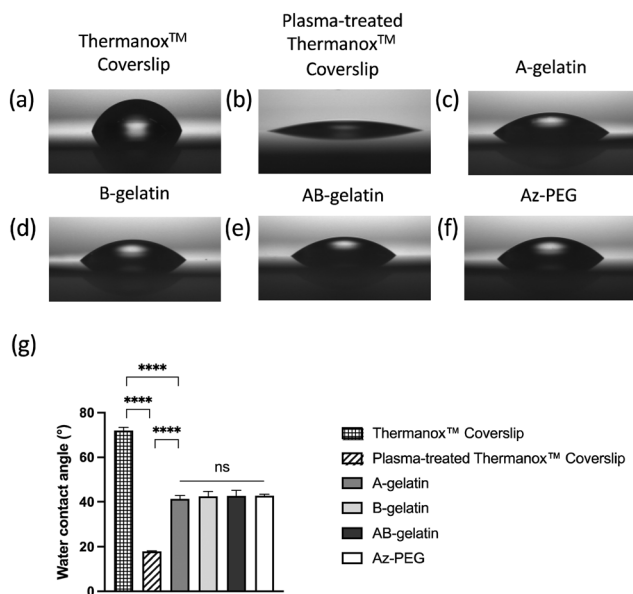 Thermanox™
Coverslip
Plasma-treated
Thermanox™
Coverslip
A-gelatin
(a)
(b)
(c)
B-gelatin
AB-gelatin
Az-PEG
(d)
(e)
(f)
(g)
****
****
****
ns
Water contact angle (°)
80
60
40
20
0
Thermanox™ Coverslip
Plasma-treated Thermanox™ Coverslip
A-gelatin
B-gelatin
AB-gelatin
Az-PEG